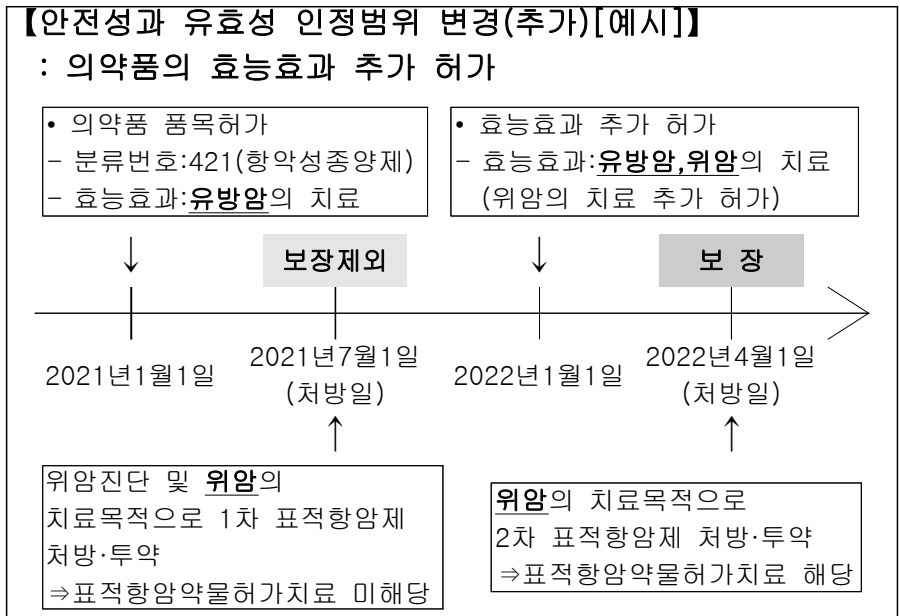 【안전성과 유효성 인정범위 변경(추가)[예시]】
: 의약품의 효능효과 추가 허가
• 의약품 품목허가
- 분류번호:421(항악성종양제)
- 효능효과:유방암의 치료
• 효능효과 추가 허가
- 효능효과:유방암,위암의 치료
(위암의 치료 추가 허가)
보장제외
보 장
2021년1월1일
2021년7월1일
(처방일)
2022년1월1일
2022년4월1일
(처방일)
위암진단 및 위암의
치료목적으로 1차 표적항암제
처방·투약
⇒표적항암약물허가치료 미해당
위암의 치료목적으로
2차 표적항암제 처방·투약
⇒표적항암약물허가치료 해당